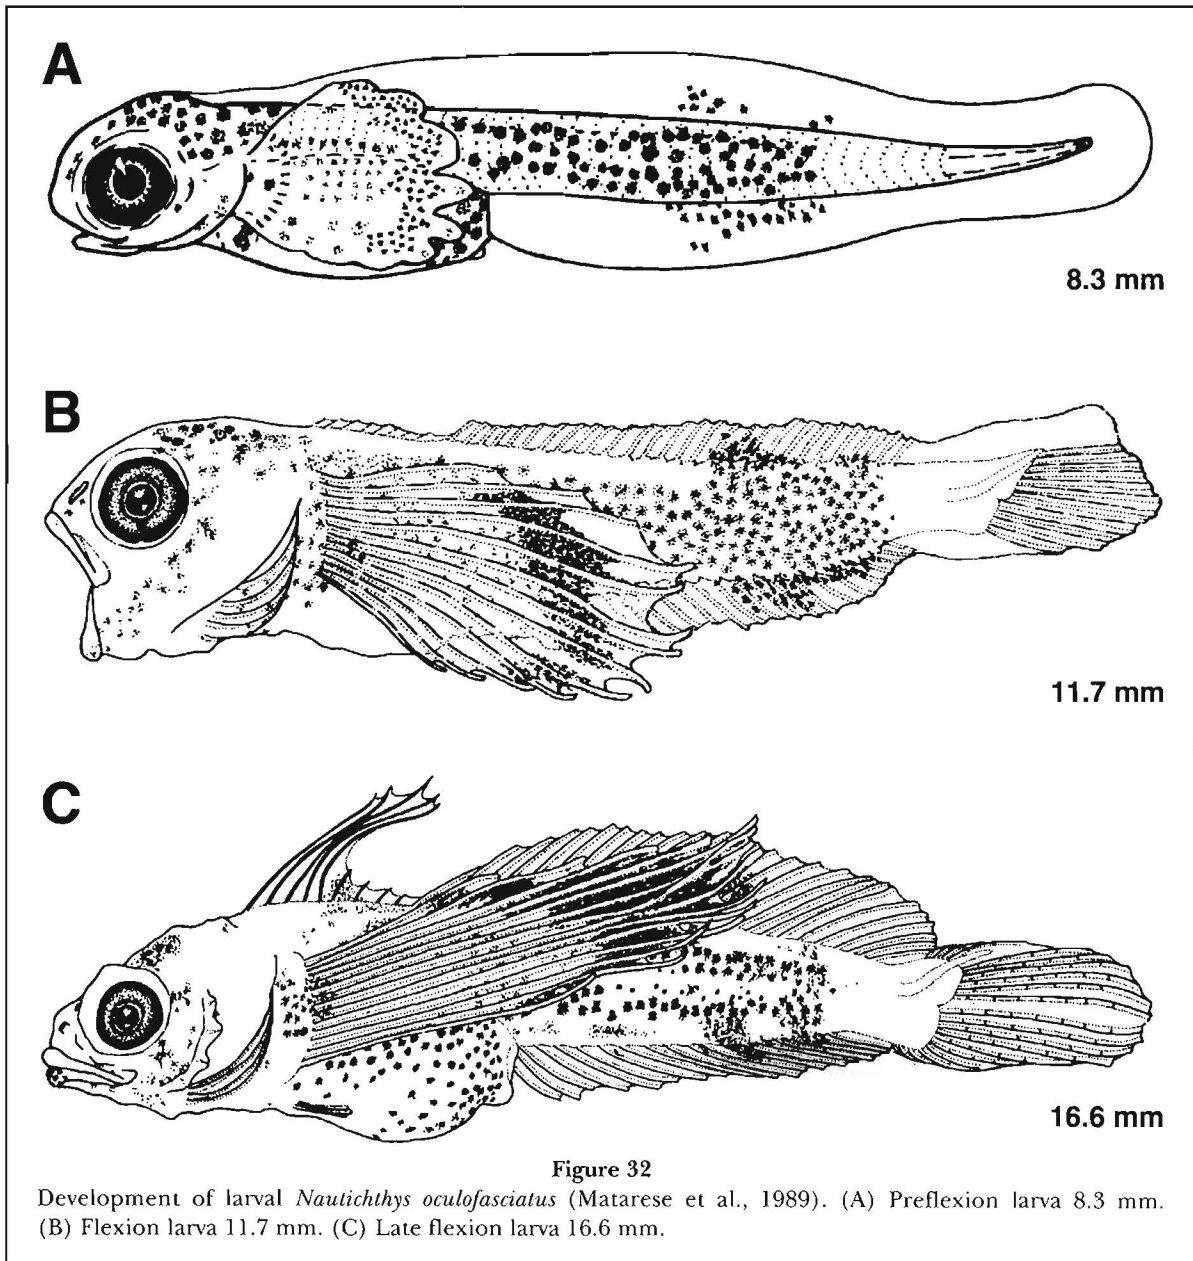 A
8.3 mm
B
11.7 mm
C
16.6 mm
Figure 32
Development of larval Nautichthys oculofasciatus (Matarese et al., 1989). (A) Preflexion larva 8.3 mm.
(B) Flexion larva 11.7 mm. (C) Late flexion larva 16.6 mm.